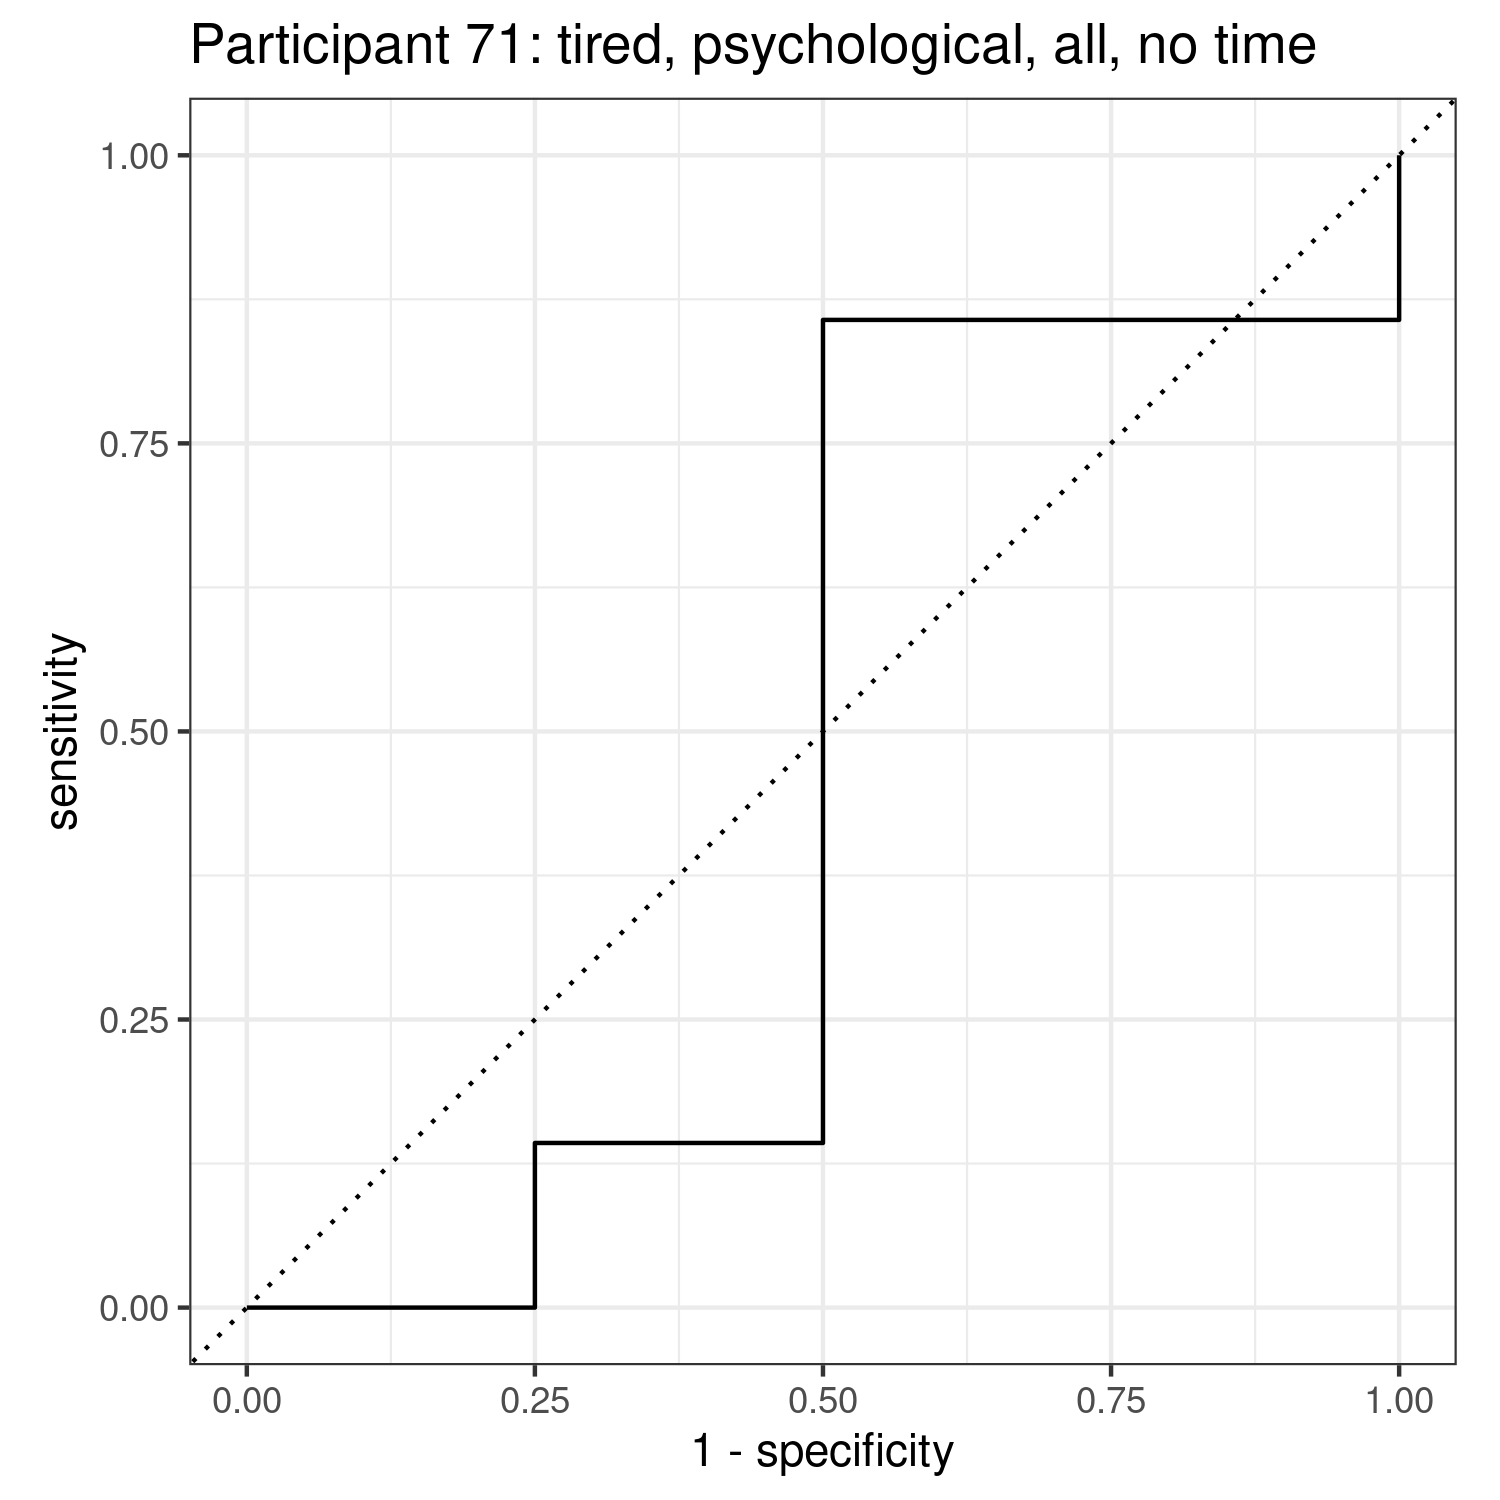 Participant 71: tired, psychological, all, no time
1.00
0.75
0.50
0.25
0.00
sensitivity
0.00 0.25 0.50 0.75 1.00
1 - specificity